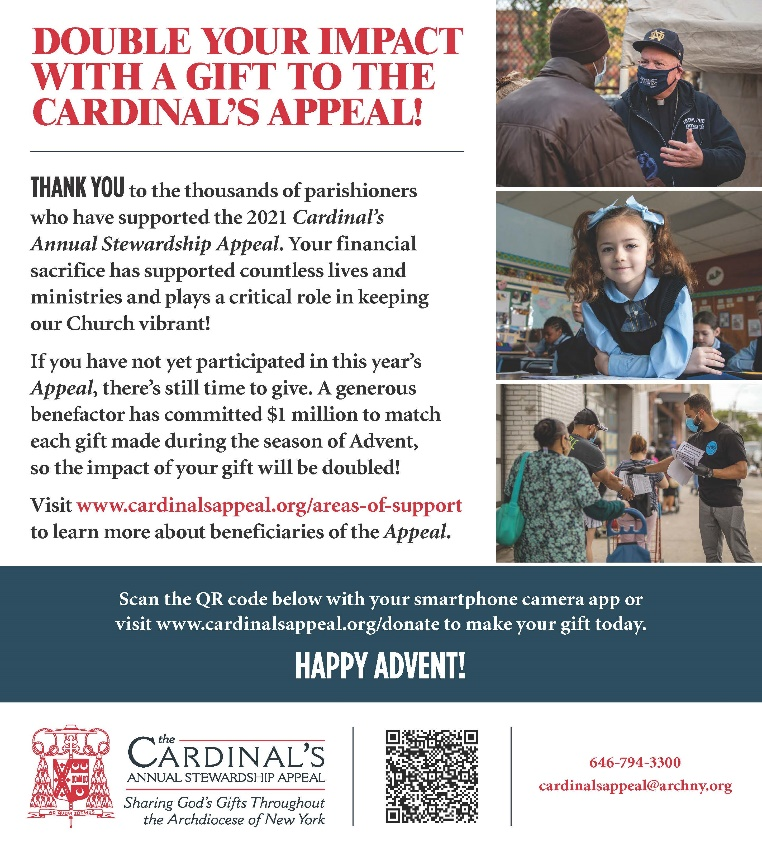 DOUBLE YOUR IMPACT
WITH A GIFT TO THE
CARDINAL'S APPEAL!
THANK YOU to the thousands of parishioners
who have supported the 2021 Cardinal's
Annual Stewardship Appeal. Your financial
sacrifice has supported countless lives and
ministries and plays a critical role in keeping
our Church vibrant!
If you have not yet participated in this year's
Appeal, there's still time to give. A generous
benefactor has committed $1 million to match
each gift made during the season of Advent,
so the impact of your gift will be doubled!
Visit www.cardinalsappeal.org/areas-of-support
to learn more about beneficiaries of the Appeal.
Scan the QR code below with your smartphone camera app or
visit www.cardinalsappeal.org/donate to make your gift today.
HAPPY ADVENT!
the
CARDINAL'S
ANNUAL STEWARDSHIP APPEAL
Sharing God's Gifts Throughout
the Archdiocese of New York
646-794-3300
cardinalsappeal@archny.org